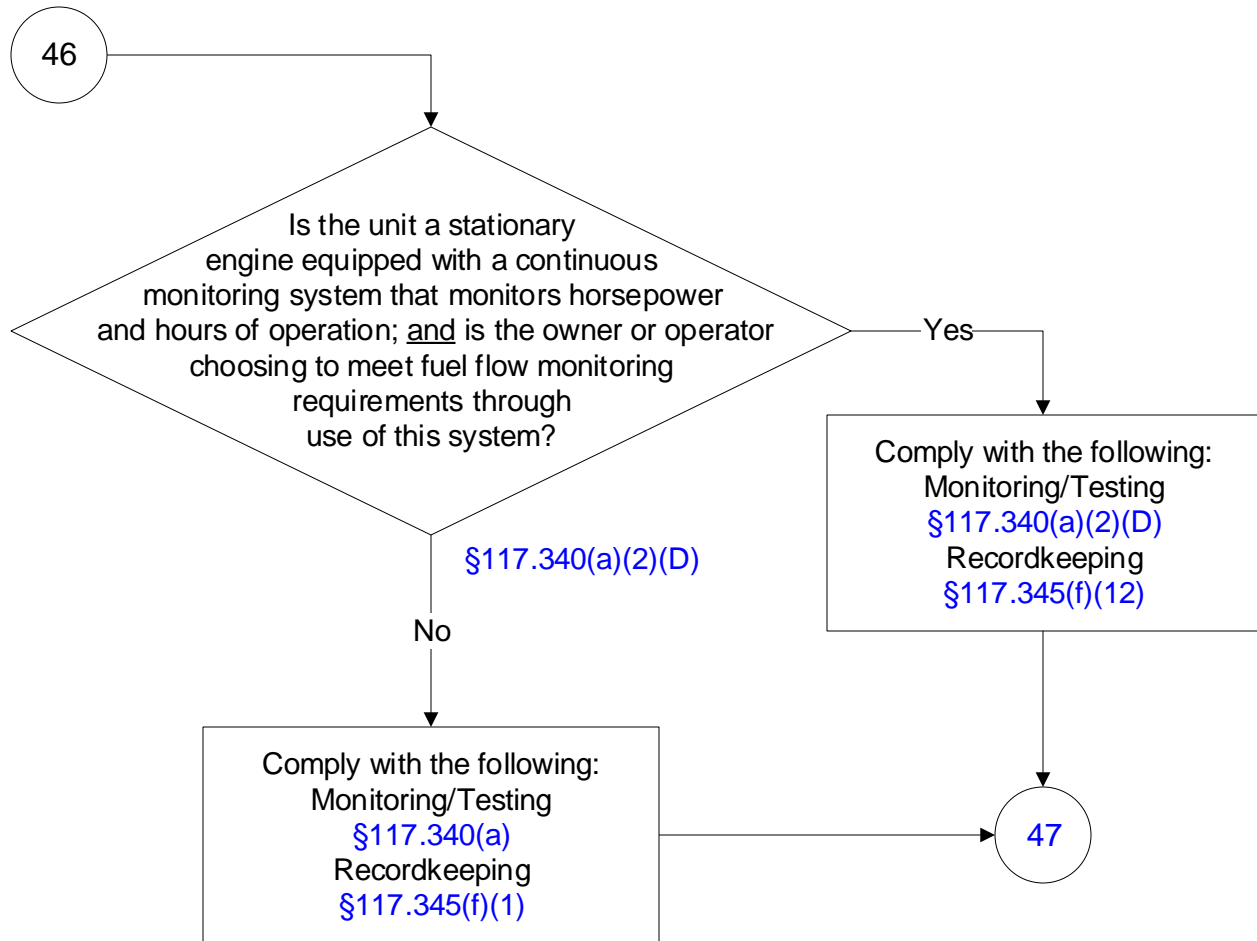 46
Is the unit a stationary
engine equipped with a continuous
monitoring system that monitors horsepower
and hours of operation; and is the owner or operator
choosing to meet fuel flow monitoring
requirements through
use of this system?
Yes
Comply with the following:
Monitoring/Testing
§117.340(a)(2)(D)
Recordkeeping
§117.345(f)(12)
§117.340(a)(2)(D)
No
Comply with the following:
Monitoring/Testing
§117.340(a)
Recordkeeping
§117.345(f)(1)
47